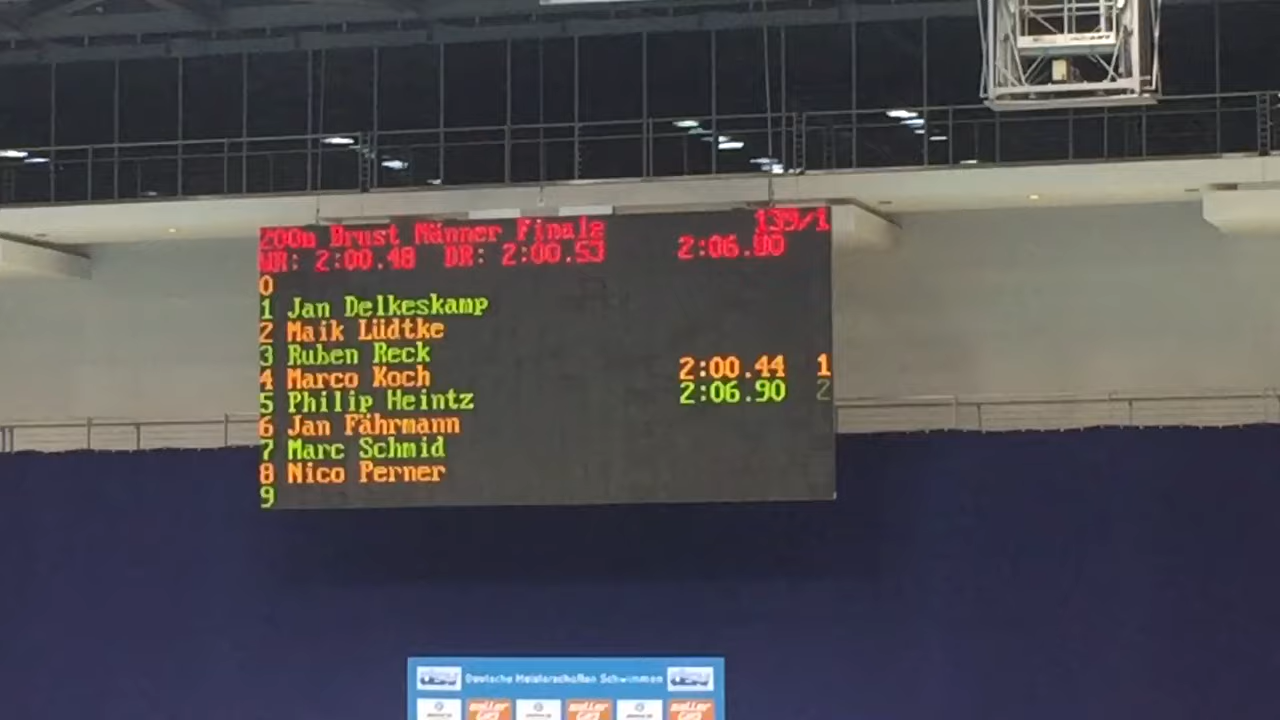 200m Brust Männer Finale 139/1
WR: 2:00.48 DR: 2:00.53 2:06.90
0
1 Jan Delkeskamp
2 Maik Lüdtke
3 Ruben Reck
4 Marco Koch 2:00.44 1
5 Philip Heintz 2:06.90 2
6 Jan Fährmann
7 Marc Schmid
8 Nico Perner
9
Deutsche Meisterschaften Schwimmen